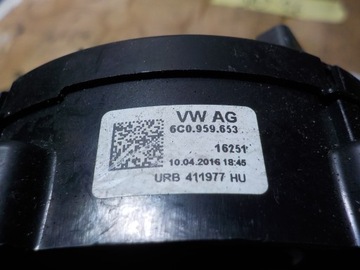 VW AG
6C0.959.653
16251
10.04.2016 18:45
URB 411977 HU